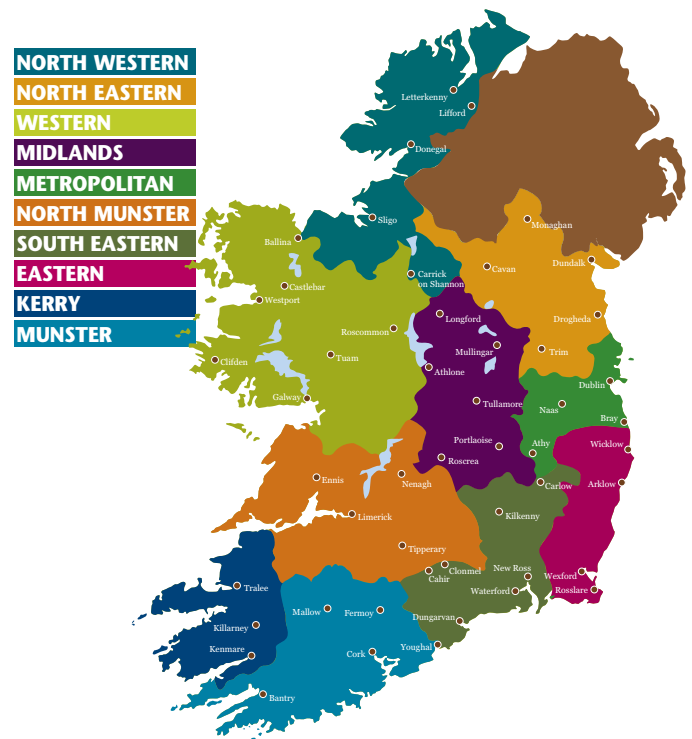 NORTH WESTERN
NORTH EASTERN
WESTERN
MIDLANDS
METROPOLITAN
NORTH MUNSTER
SOUTH EASTERN
EASTERN
KERRY
MUNSTER
Letterkenny
Lifford
Donegal
Sligo
Monaghan
Ballina
Dundalk
Cavan
Carrick
on Shannon
Castlebar
Westport
Longford
Drogheda
Roscommon
Mullingar
Trim
Tuam
Clifden
Athlone
Dublin
Galway
Tullamore
Naas
Bray
Portlaoise
Athy
Wicklow
Roscrea
Ennis
Nenagh
Carlow
Arklow
Limerick
Kilkenny
Tipperary
Clonmel
New Ross
Wexford
Cahir
Tralee
Waterford
Rosslare
Mallow
Fermoy
Dungarvan
Killarney
Kenmare
Cork
Youghal
Bantry